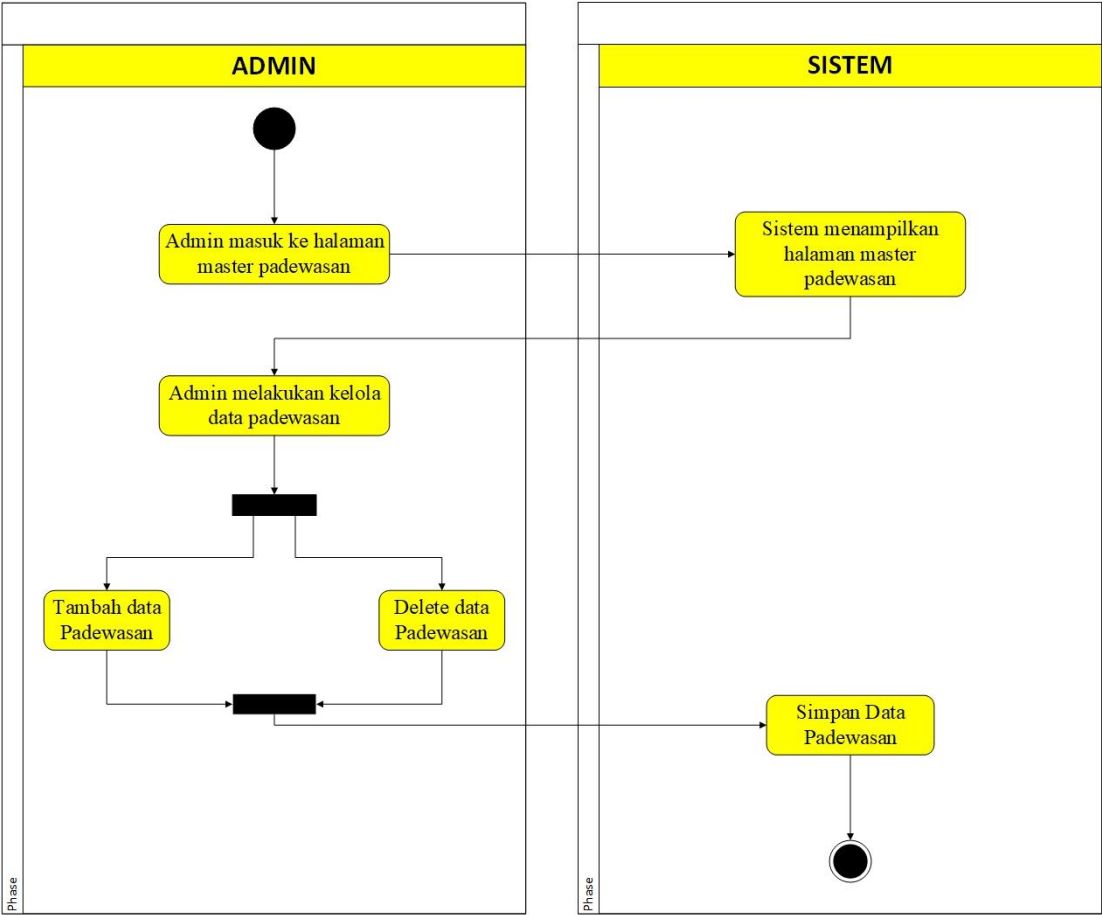 ADMIN
SISTEM
Admin masuk ke halaman
master padewasan
Sistem menampilkan
halaman master
padewasan
Admin melakukan kelola
data padewasan
Tambah data
Padewasan
Delete data
Padewasan
Simpan Data
Padewasan
Phase
Phase